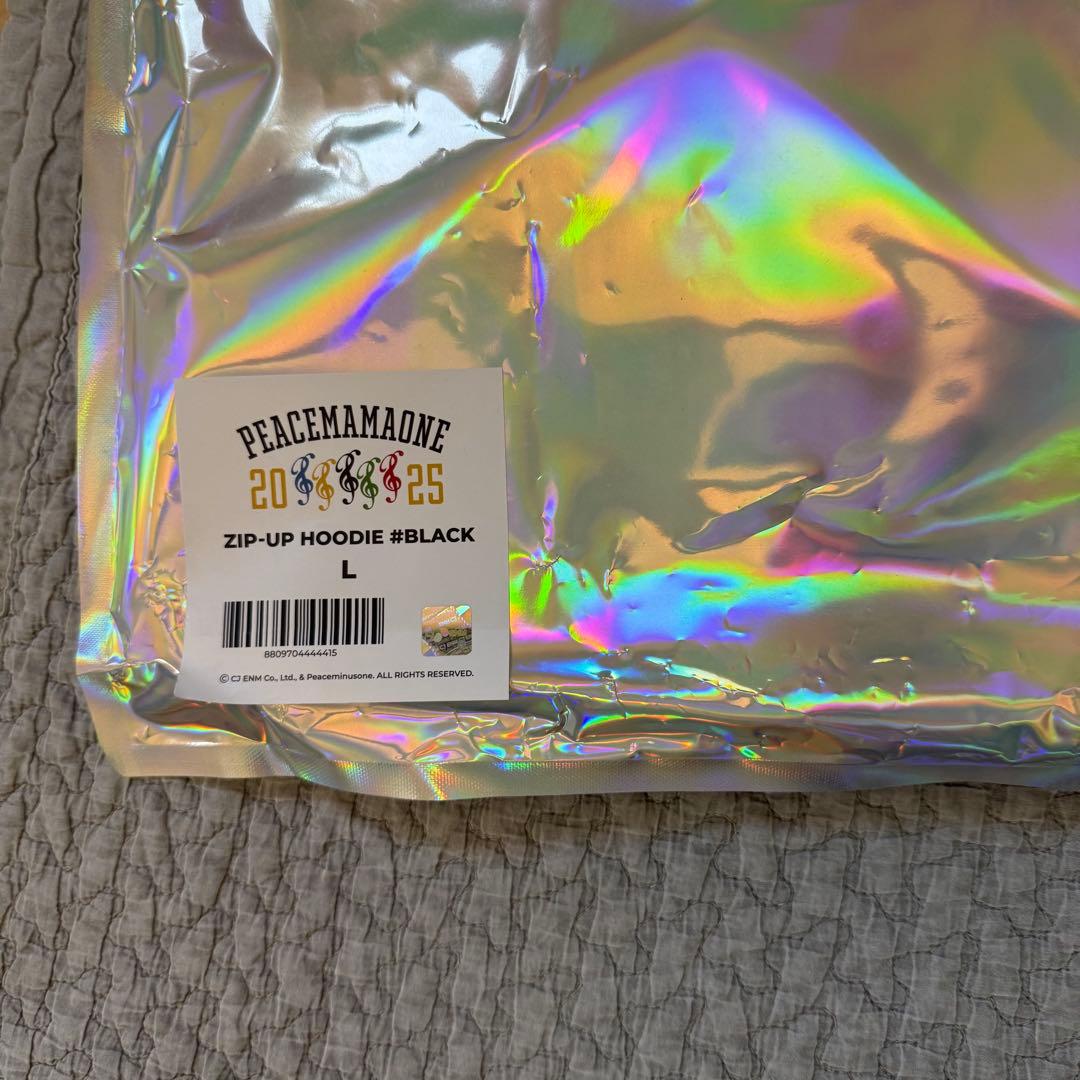 PEACEMAMAONE
20 25
ZIP-UP HOODIE #BLACK
L
8809704444415
© CJ ENM Co., Ltd., & Peaceminusone. ALL RIGHTS RESERVED.